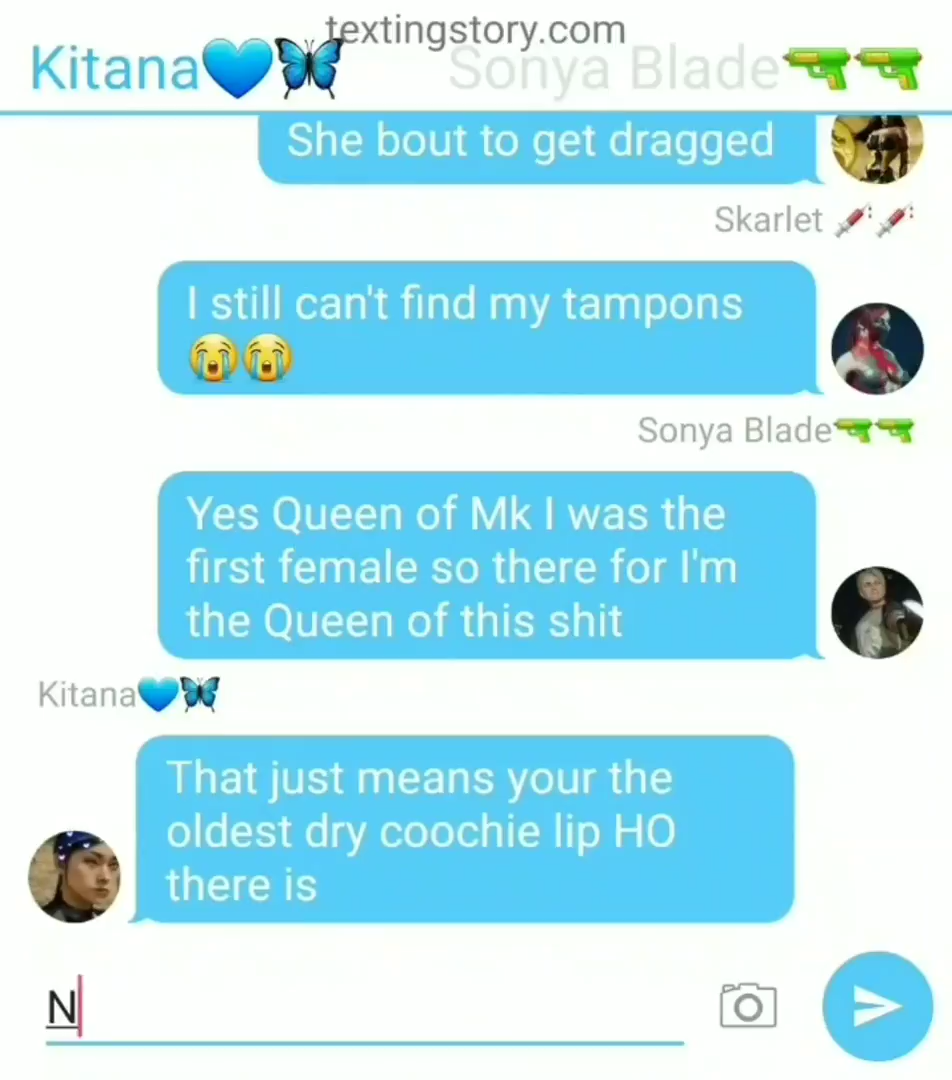 textingstory.com
Kitana💙🦋 Sonya Blade🔫🔫
She bout to get dragged
Skarlet 💉💉
I still can't find my tampons
😭😭
Sonya Blade🔫🔫
Yes Queen of Mk I was the
first female so there for I'm
the Queen of this shit
Kitana💙🦋
That just means your the
oldest dry coochie lip HO
there is
N